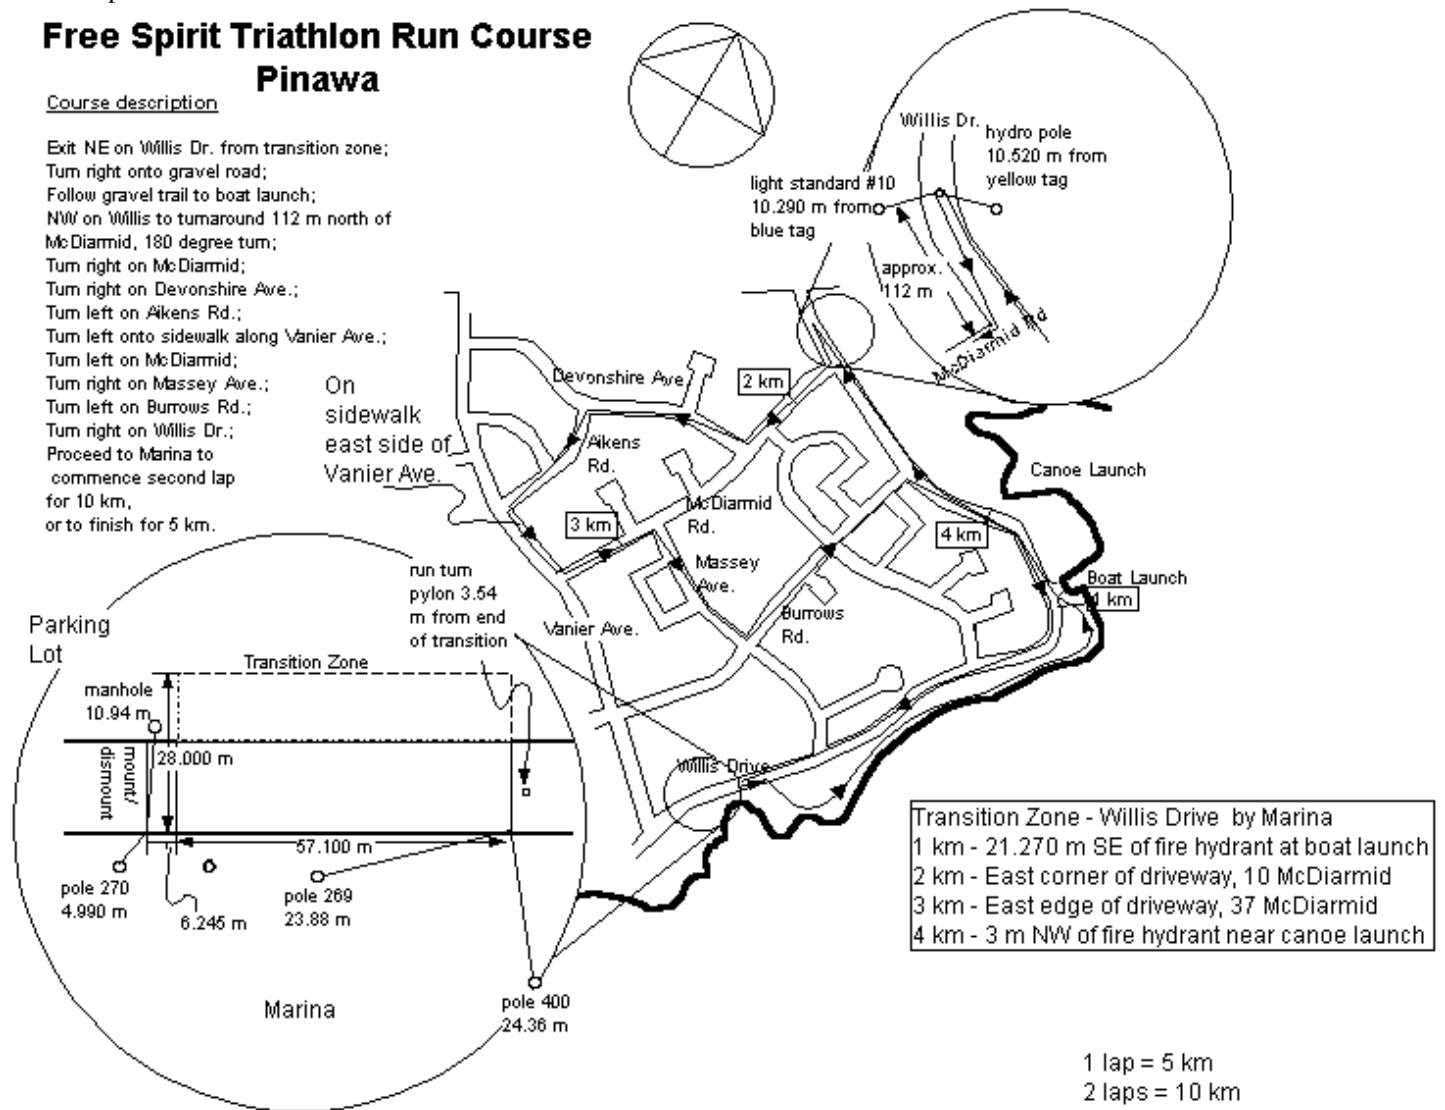 Free Spirit Triathlon Run Course
Pinawa
Course description
Exit NE on Willis Dr. from transition zone;
Turn right onto gravel road;
Follow gravel trail to boat launch;
NW on Willis to turnaround 112 m north of
McDiarmid, 180 degree turn;
Turn right on McDiarmid;
Turn right on Devonshire Ave.;
Turn left on Aikens Rd.;
Turn left onto sidewalk along Vanier Ave.;
Turn left on McDiarmid;
Turn right on Massey Ave.;
Turn left on Burrows Rd.;
Turn right on Willis Dr.;
Proceed to Marina to
commence second lap
for 10 km,
or to finish for 5 km.
On
sidewalk
east side of
Vanier Ave.
Willis Dr.
hydro pole
10.520 m from
yellow tag
light standard #10
10.290 m from
blue tag
approx.
112 m
McDiarmid Rd
Devonshire Ave
2 km
Aikens
Rd.
McDiarmid
Rd.
3 km
Massey
Ave.
Burrows
Rd.
Vanier Ave.
4 km
Canoe Launch
Boat Launch
1 km
Willis Drive
run turn
pylon 3.54
m from end
of transition
Parking
Lot
Transition Zone
manhole
10.94 m
mount/
dismount
28.000 m
57.100 m
pole 270
4.990 m
6.245 m
pole 269
23.88 m
pole 400
24.36 m
Marina
Transition Zone - Willis Drive by Marina
1 km - 21.270 m SE of fire hydrant at boat launch
2 km - East corner of driveway, 10 McDiarmid
3 km - East edge of driveway, 37 McDiarmid
4 km - 3 m NW of fire hydrant near canoe launch
1 lap = 5 km
2 laps = 10 km